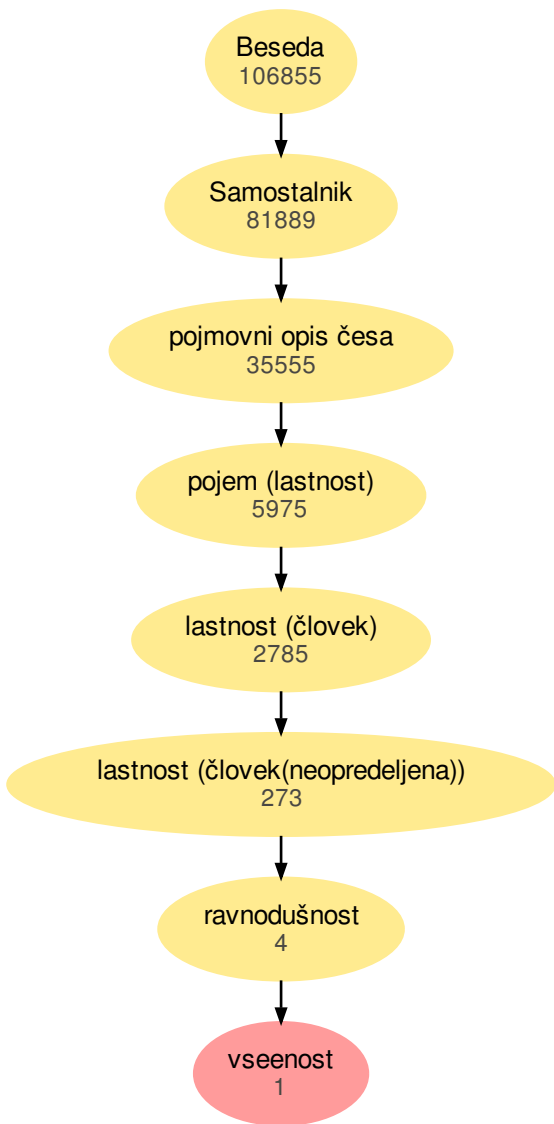 Beseda
106855
Samostalnik
81889
pojmovni opis česa
35555
pojem (lastnost)
5975
lastnost (človek)
2785
lastnost (človek(neopredeljena))
273
ravnodušnost
4
vseenost
1